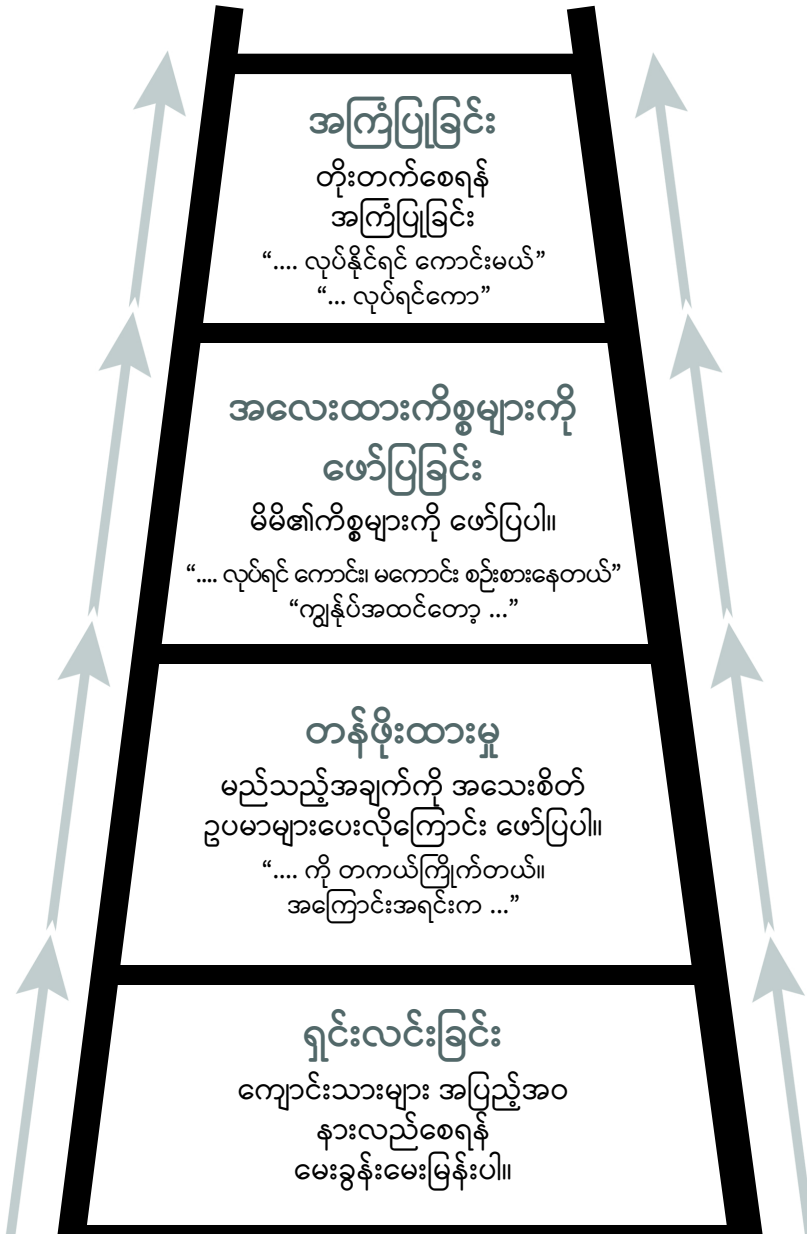 အကြံပြုခြင်း
တိုးတက်စေရန်
အကြံပြုခြင်း
“.... လုပ်နိုင်ရင် ကောင်းမယ်”
“... လုပ်ရင်ကော”
အလေးထားကိစ္စများကို
ဖော်ပြခြင်း
မိမိ၏ကိစ္စများကို ဖော်ပြပါ။
“.... လုပ်ရင် ကောင်း၊ မကောင်း စဉ်းစားနေတယ်”
“ကျွန်ုပ်အထင်တော့ ...”
တန်ဖိုးထားမှု
မည်သည့်အချက်ကို အသေးစိတ်
ဥပမာများပေးလိုကြောင်း ဖော်ပြပါ။
“.... ကို တကယ်ကြိုက်တယ်။
အကြောင်းအရင်းက ...”
ရှင်းလင်းခြင်း
ကျောင်းသားများ အပြည့်အဝ
နားလည်စေရန်
မေးခွန်းမေးမြန်းပါ။